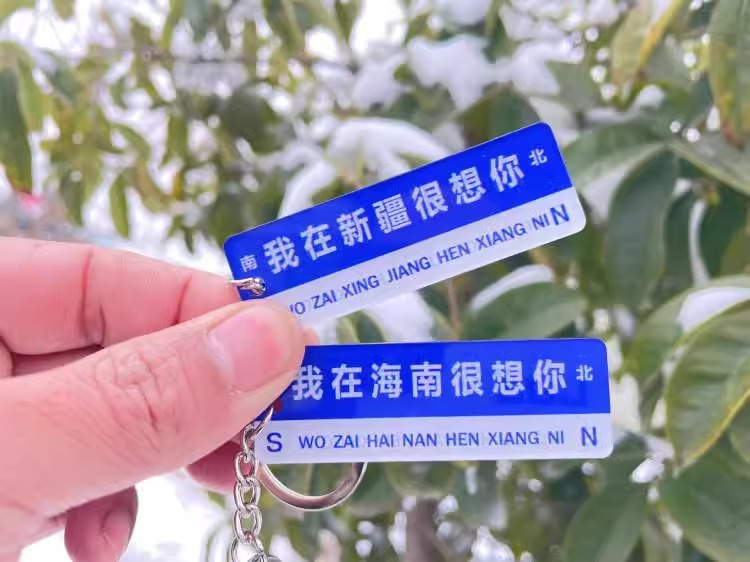 南 我在新疆很想你 北
WO ZAI XING JIANG HEN XIANG NI N
我在海南很想你 北
S WO ZAI HAI NAN HEN XIANG NI N